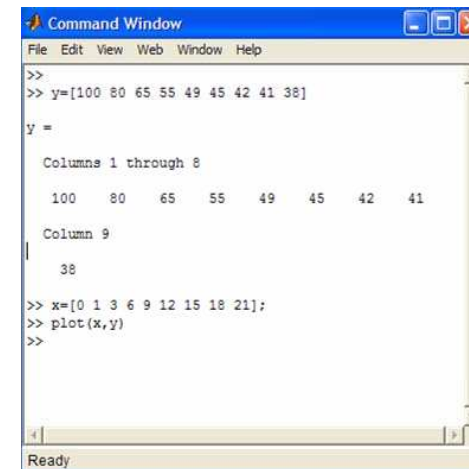 Command Window
File Edit View Web Window Help
>>
>> y=[100 80 65 55 49 45 42 41 38]
y =
Columns 1 through 8
100 80 65 55 49 45 42 41
Column 9
38
>> x=[0 1 3 6 9 12 15 18 21];
>> plot(x,y)
>>
Ready